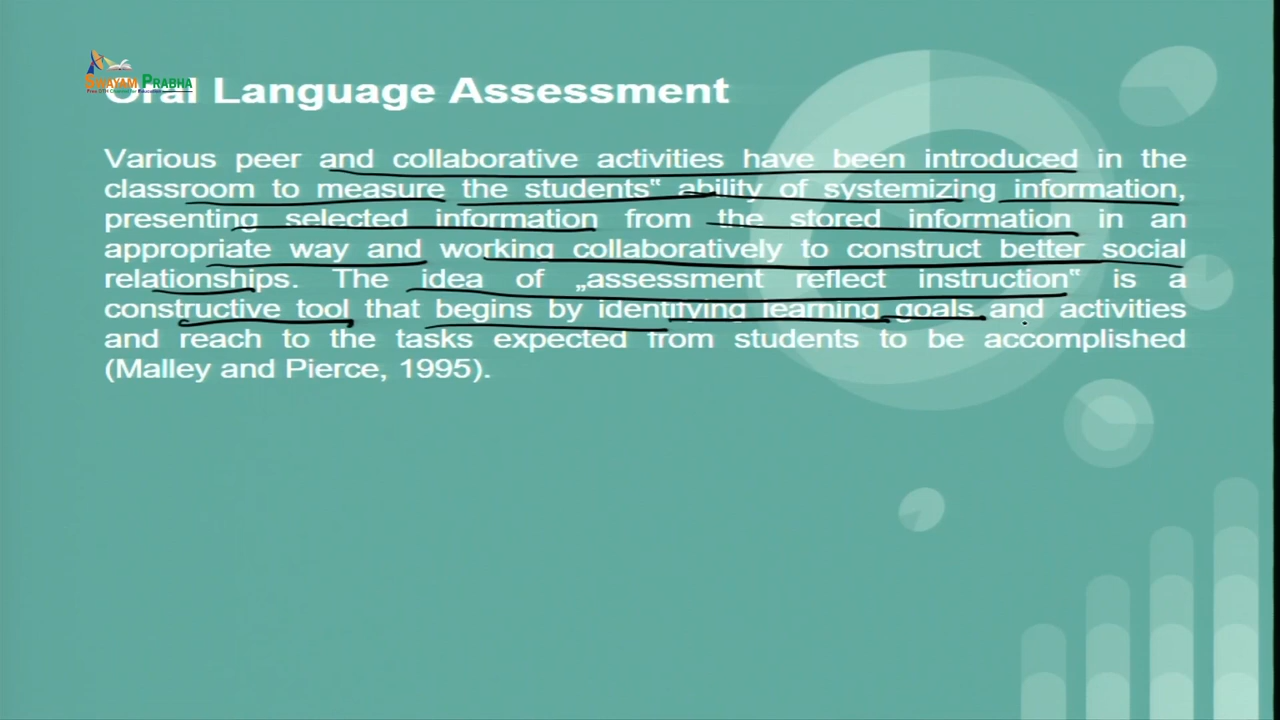 SWAYAM PRABHA
Oral Language Assessment
Various peer and collaborative activities have been introduced in the
classroom to measure the students‟ ability of systemizing information,
presenting selected information from the stored information in an
appropriate way and working collaboratively to construct better social
relationships. The idea of „assessment reflect instruction‟ is a
constructive tool that begins by identifying learning goals and activities
and reach to the tasks expected from students to be accomplished
(Malley and Pierce, 1995).